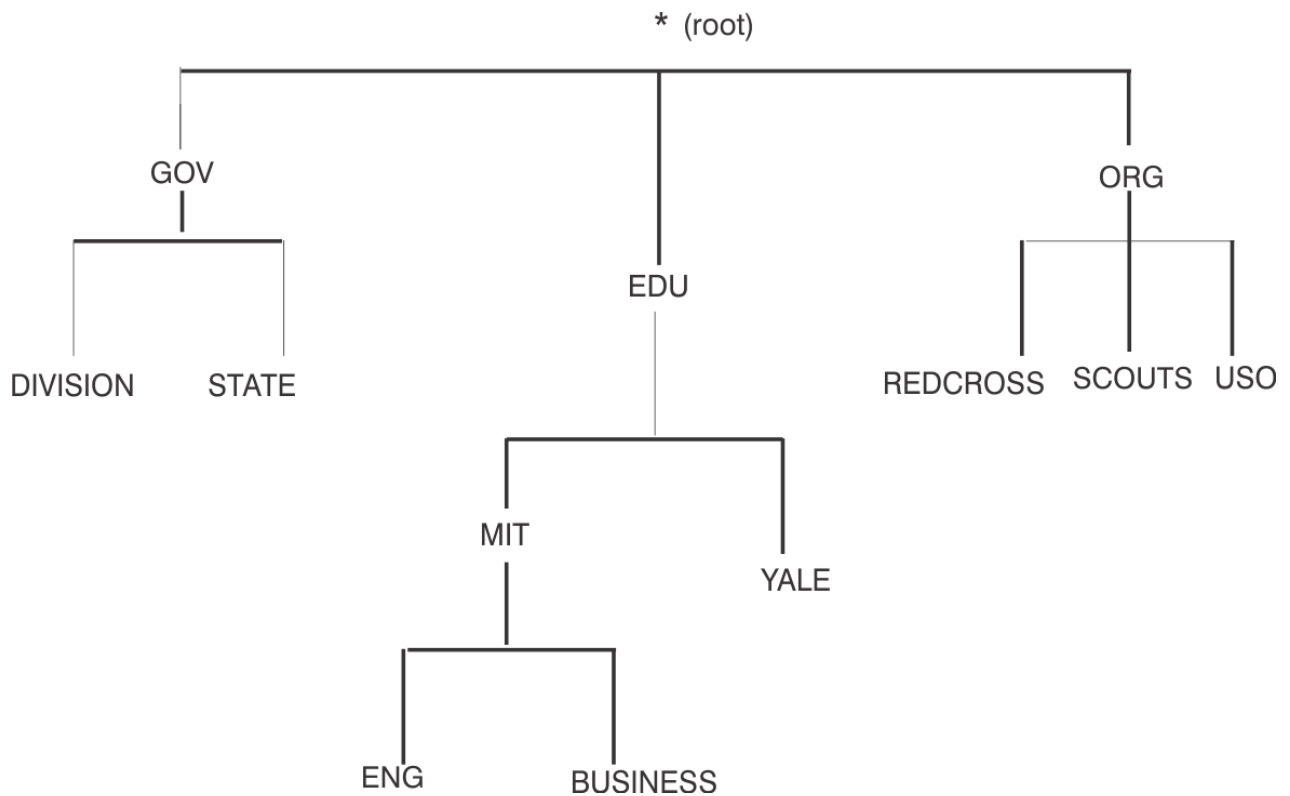 * (root)
GOV
ORG
EDU
DIVISION
STATE
REDCROSS
SCOUTS
USO
MIT
YALE
ENG
BUSINESS